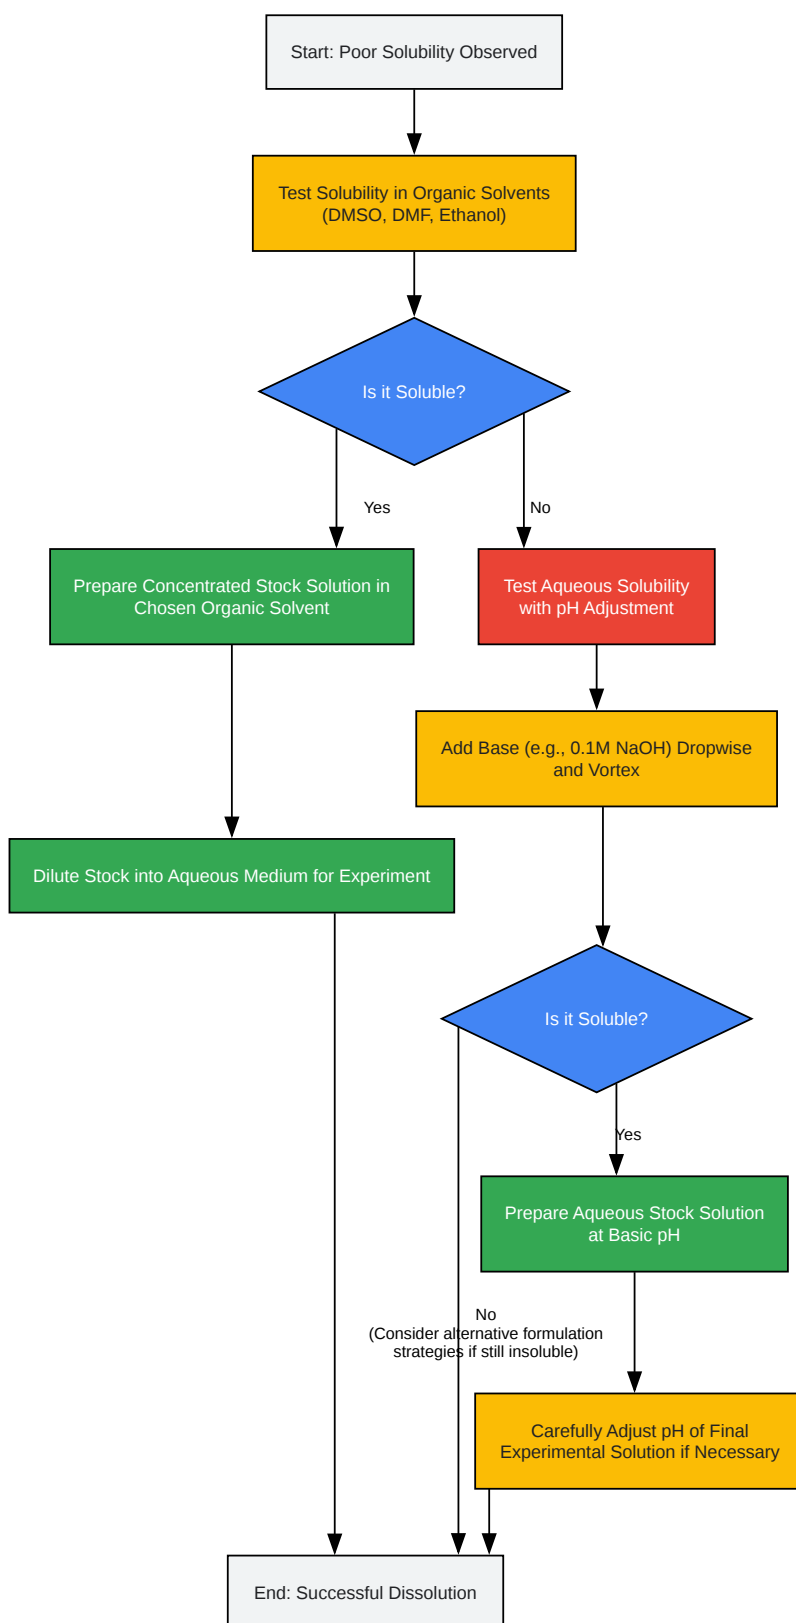 Start: Poor Solubility Observed
Test Solubility in Organic Solvents
(DMSO, DMF, Ethanol)
Is it Soluble?
Yes
No
Prepare Concentrated Stock Solution in
Chosen Organic Solvent
Test Aqueous Solubility
with pH Adjustment
Add Base (e.g., 0.1M NaOH) Dropwise
and Vortex
Dilute Stock into Aqueous Medium for Experiment
Is it Soluble?
Yes
Prepare Aqueous Stock Solution
at Basic pH
No
(Consider alternative formulation
strategies if still insoluble)
Carefully Adjust pH of Final
Experimental Solution if Necessary
End: Successful Dissolution